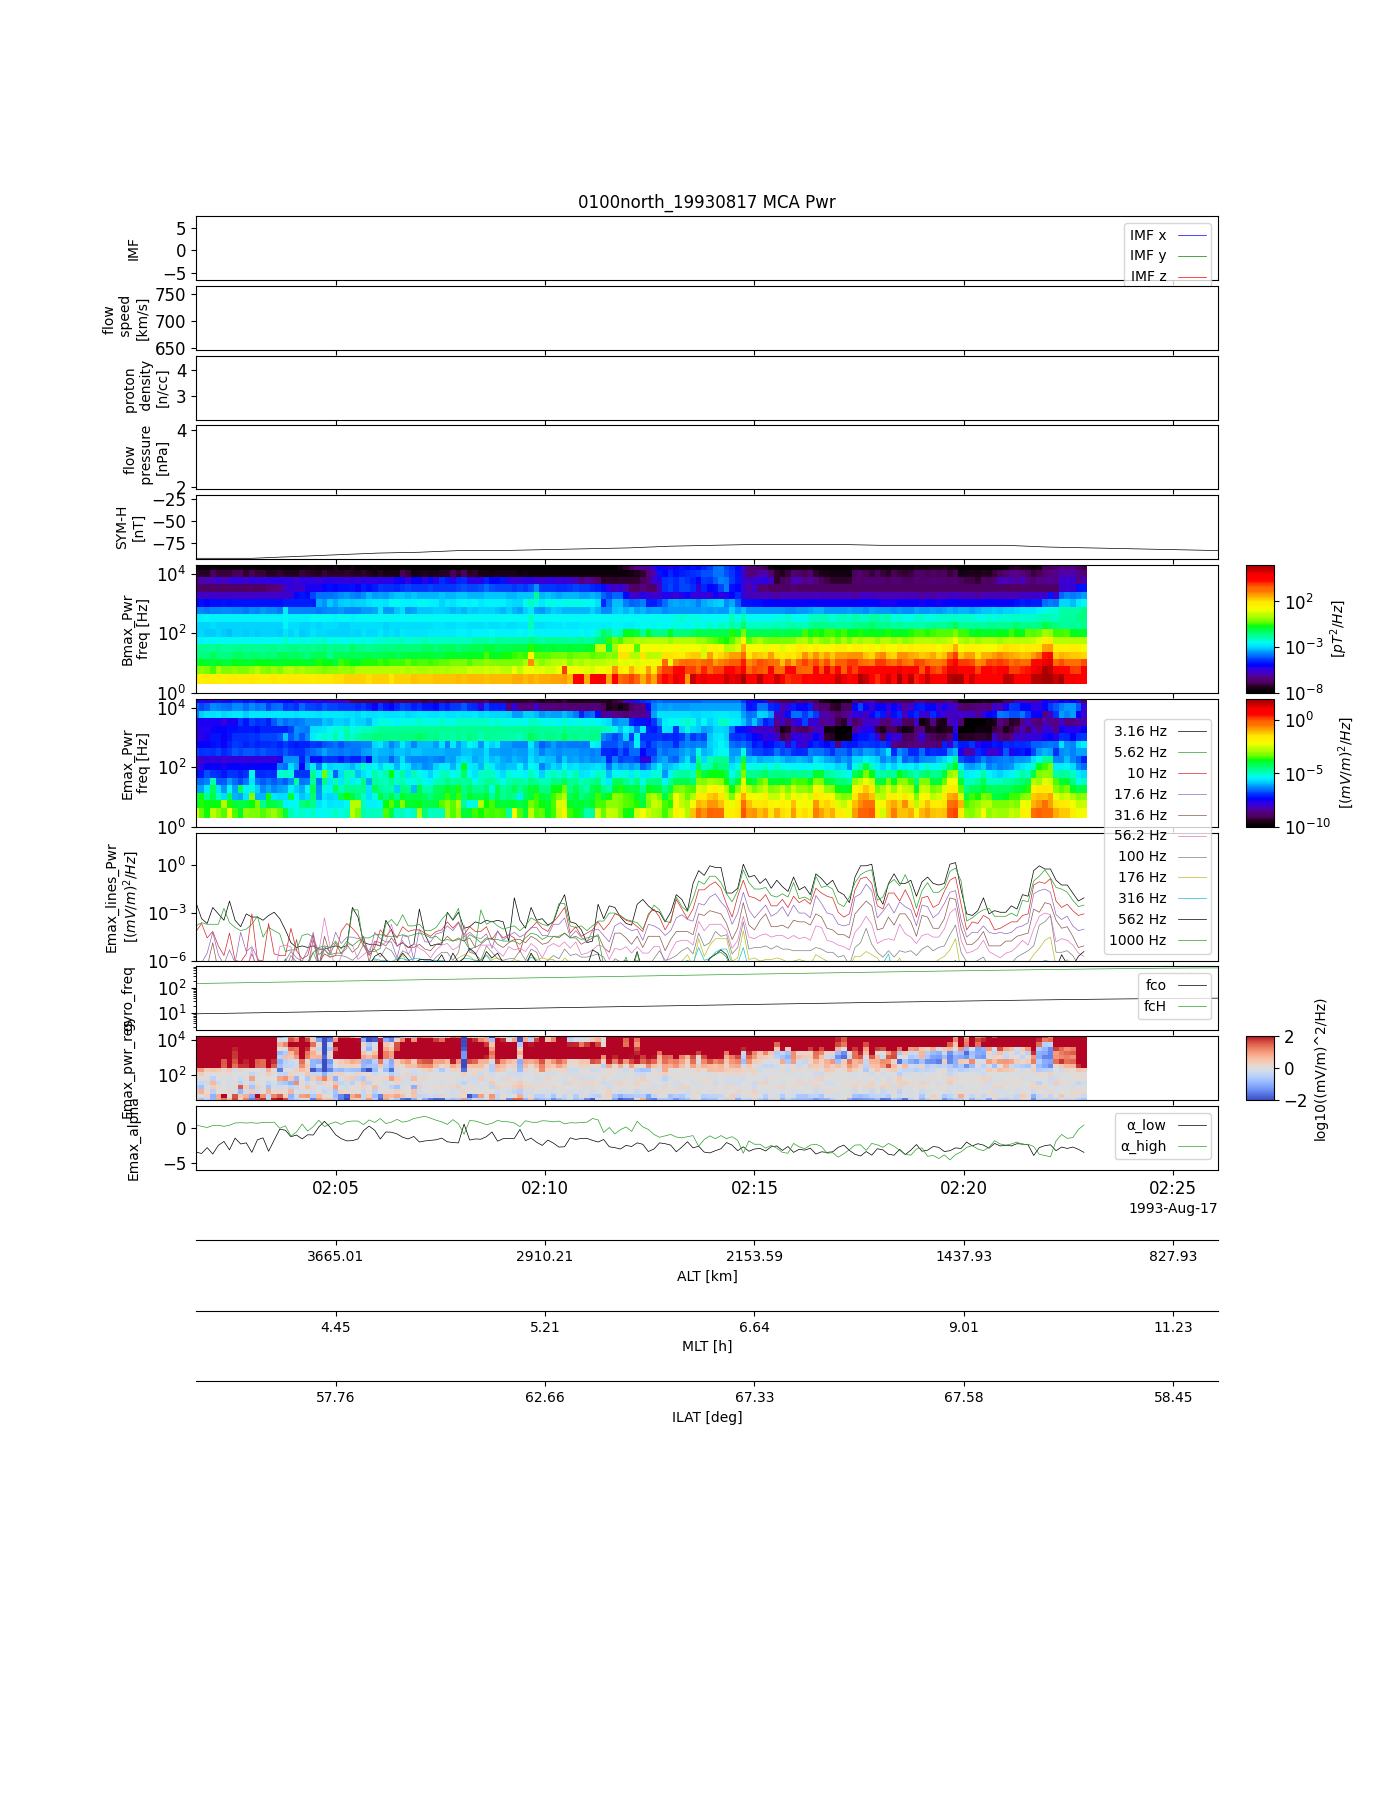 0100north_19930817 MCA Pwr
IMF
5
0
−5
IMF x
IMF y
IMF z
flow
speed
[km/s]
750
700
650
proton
density
[n/cc]
4
3
flow
pressure
[nPa]
4
2
SYM-H
[nT]
−25
−50
−75
Bmax_Pwr
freq [Hz]
10^4
10^2
10^0
10^2
10^−3
10^−8
[pT^2/Hz]
Emax_Pwr
freq [Hz]
10^4
10^2
10^0
10^0
10^−5
10^−10
[(mV/m)^2/Hz]
3.16 Hz
5.62 Hz
10 Hz
17.6 Hz
31.6 Hz
56.2 Hz
100 Hz
176 Hz
316 Hz
562 Hz
1000 Hz
Emax_lines_Pwr
[(mV/m)^2/Hz]
10^0
10^−3
10^−6
gyro_freq
10^2
10^1
fco
fcH
Emax_pwr_reg
10^4
10^2
2
0
−2
log10((mV/m)^2/Hz)
Emax_alpha
0
−5
α_low
α_high
02:05 02:10 02:15 02:20 02:25
1993-Aug-17
3665.01 2910.21 2153.59 1437.93 827.93
ALT [km]
4.45 5.21 6.64 9.01 11.23
MLT [h]
57.76 62.66 67.33 67.58 58.45
ILAT [deg]